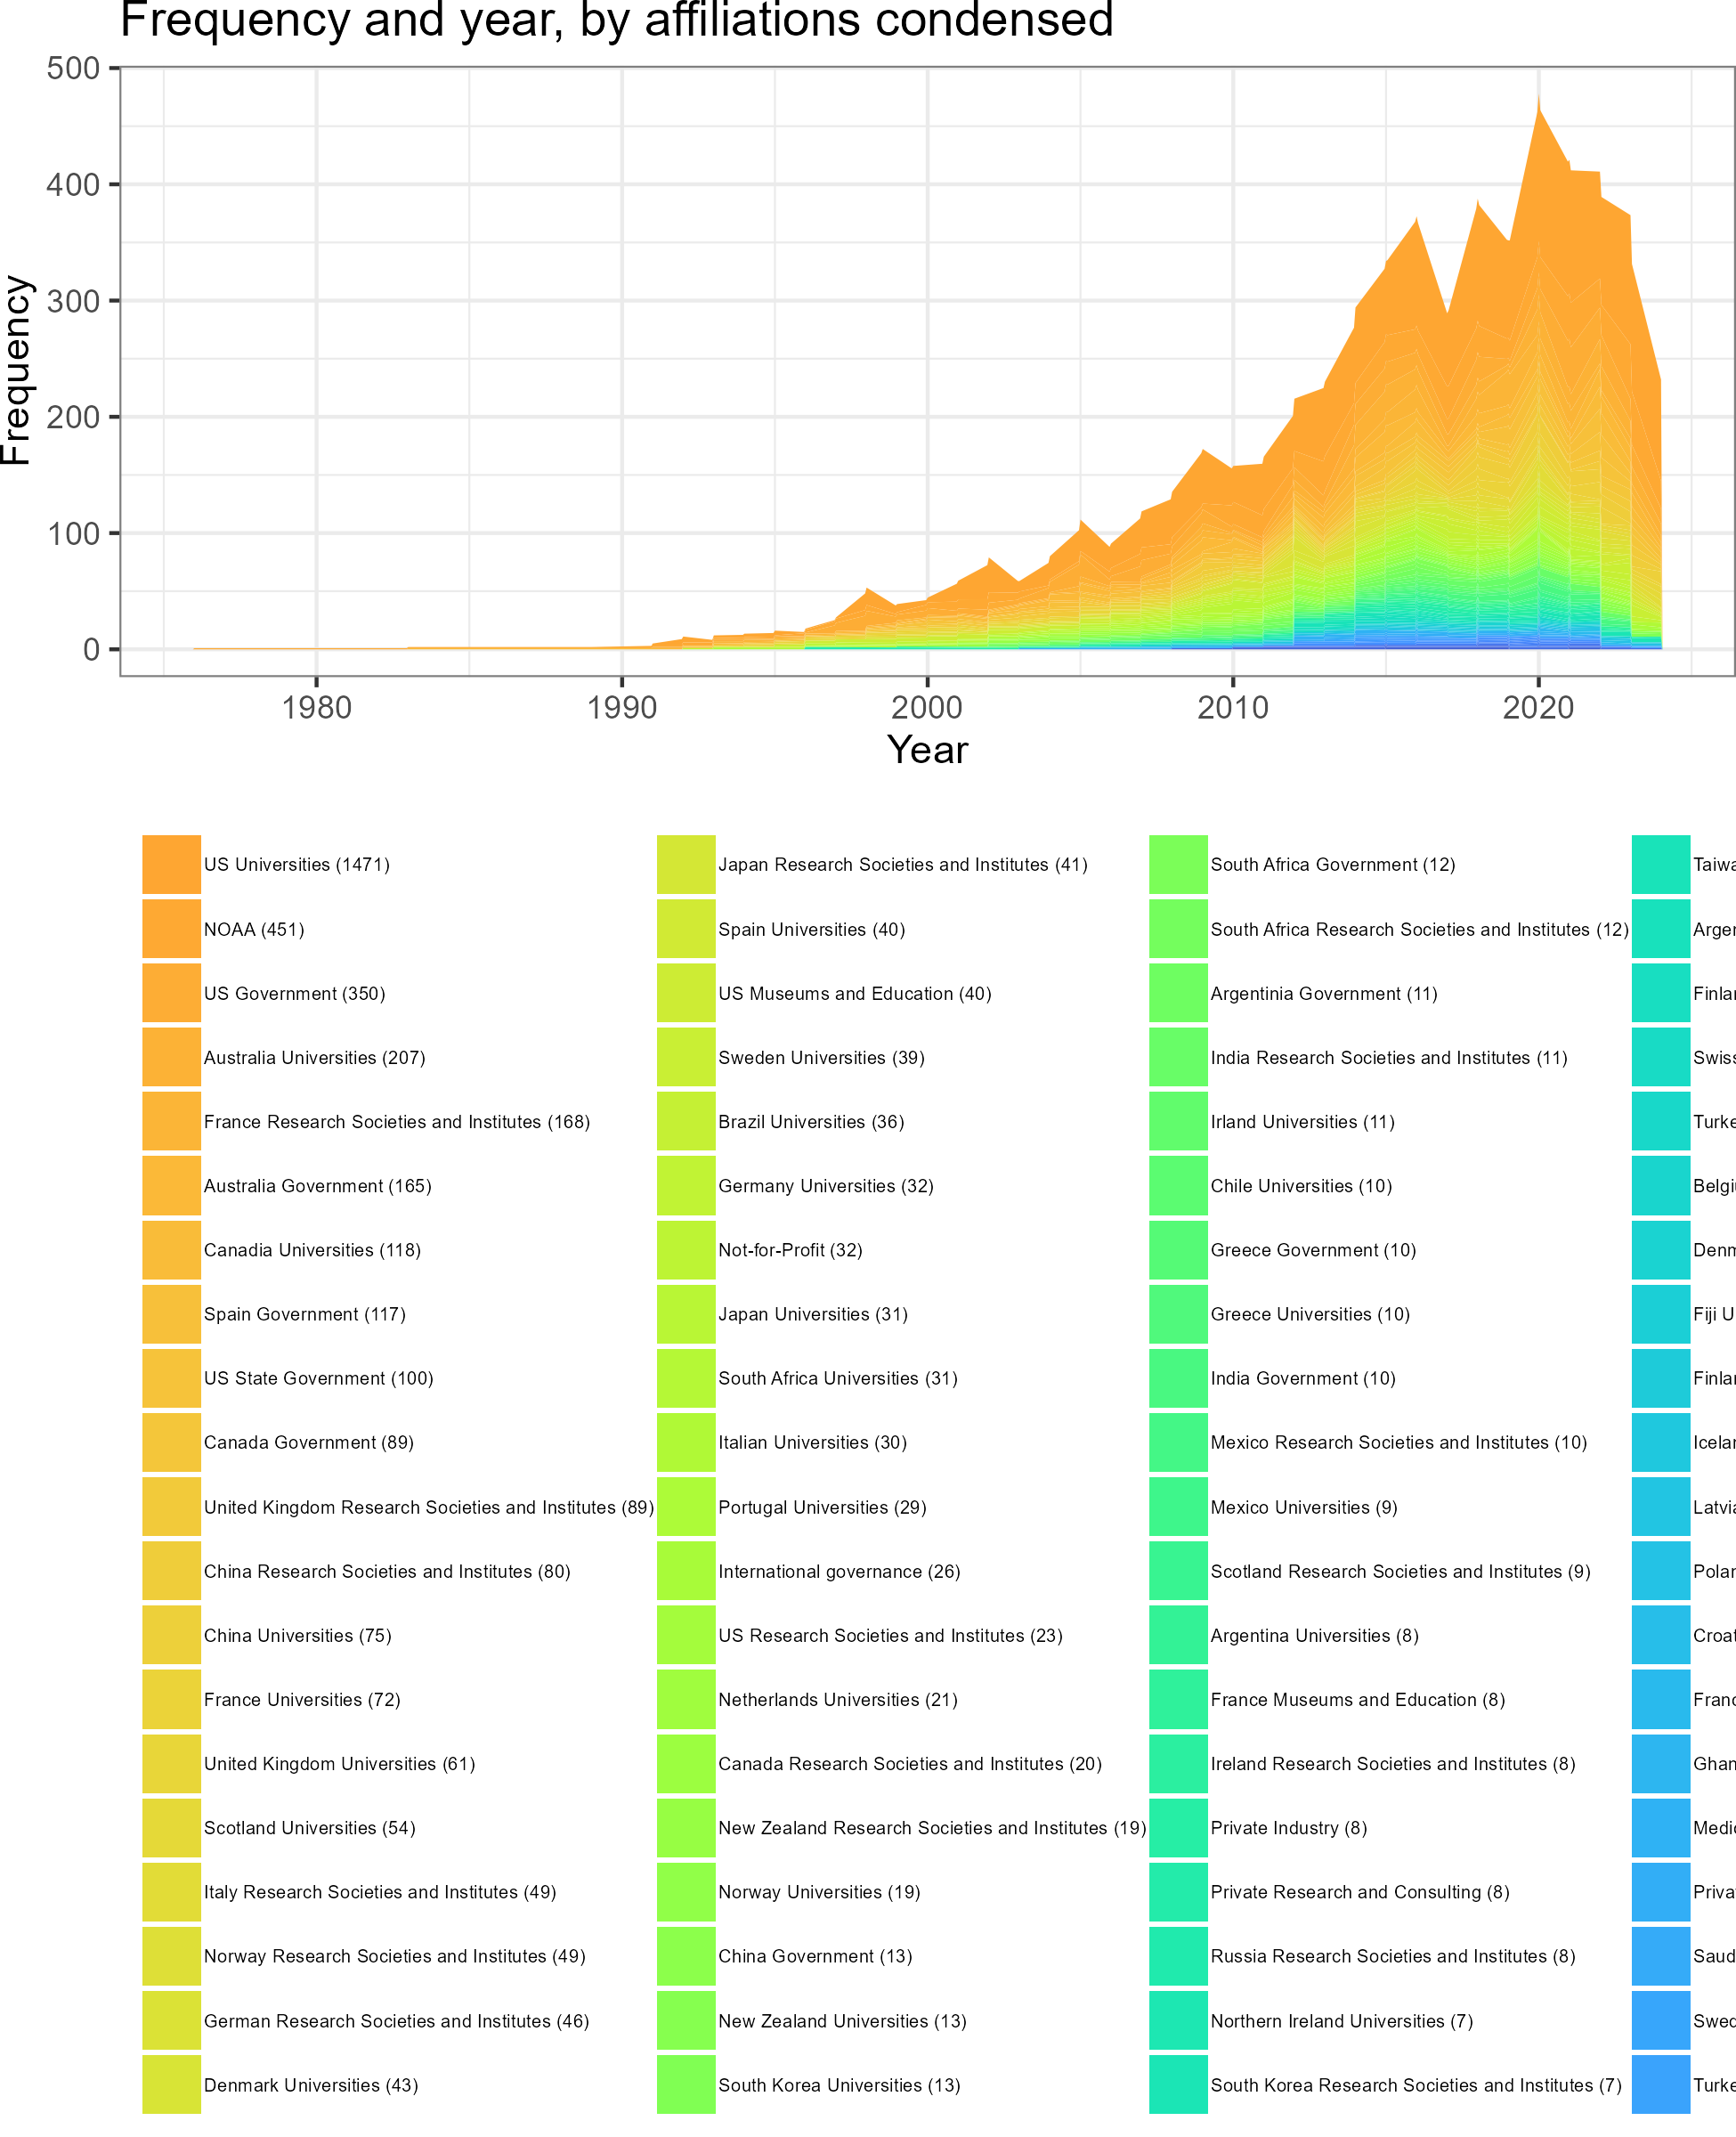 Frequency and year, by affiliations condensed
500
400
300
200
100
0
Frequency
1980 1990 2000 2010 2020
Year
US Universities (1471)
NOAA (451)
US Government (350)
Australia Universities (207)
France Research Societies and Institutes (168)
Australia Government (165)
Canadia Universities (118)
Spain Government (117)
US State Government (100)
Canada Government (89)
United Kingdom Research Societies and Institutes (89)
China Research Societies and Institutes (80)
China Universities (75)
France Universities (72)
United Kingdom Universities (61)
Scotland Universities (54)
Italy Research Societies and Institutes (49)
Norway Research Societies and Institutes (49)
German Research Societies and Institutes (46)
Denmark Universities (43)
Japan Research Societies and Institutes (41)
Spain Universities (40)
US Museums and Education (40)
Sweden Universities (39)
Brazil Universities (36)
Germany Universities (32)
Not-for-Profit (32)
Japan Universities (31)
South Africa Universities (31)
Italian Universities (30)
Portugal Universities (29)
International governance (26)
US Research Societies and Institutes (23)
Netherlands Universities (21)
Canada Research Societies and Institutes (20)
New Zealand Research Societies and Institutes (19)
Norway Universities (19)
China Government (13)
New Zealand Universities (13)
South Korea Universities (13)
South Africa Government (12)
South Africa Research Societies and Institutes (12)
Argentinia Government (11)
India Research Societies and Institutes (11)
Irland Universities (11)
Chile Universities (10)
Greece Government (10)
Greece Universities (10)
India Government (10)
Mexico Research Societies and Institutes (10)
Mexico Universities (9)
Scotland Research Societies and Institutes (9)
Argentina Universities (8)
France Museums and Education (8)
Ireland Research Societies and Institutes (8)
Private Industry (8)
Private Research and Consulting (8)
Russia Research Societies and Institutes (8)
Northern Ireland Universities (7)
South Korea Research Societies and Institutes (7)
Fiji